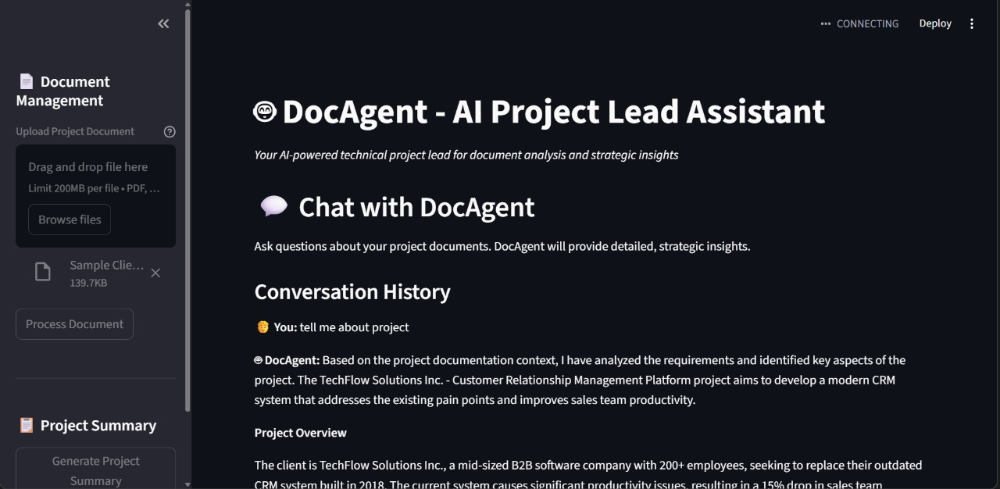 CONNECTING
Deploy
Document
Management
Upload Project Document
Drag and drop file here
Limit 200MB per file • PDF, ...
Browse files
Sample Clie...
139.7KB
Process Document
Project Summary
Generate Project
Summary
DocAgent - AI Project Lead Assistant
Your AI-powered technical project lead for document analysis and strategic insights
Chat with DocAgent
Ask questions about your project documents. DocAgent will provide detailed, strategic insights.
Conversation History
You: tell me about project
DocAgent: Based on the project documentation context, I have analyzed the requirements and identified key aspects of the
project. The TechFlow Solutions Inc. - Customer Relationship Management Platform project aims to develop a modern CRM
system that addresses the existing pain points and improves sales team productivity.
Project Overview
The client is TechFlow Solutions Inc., a mid-sized B2B software company with 200+ employees, seeking to replace their outdated
CRM system built in 2018. The current system causes significant productivity issues, resulting in a 15% drop in sales team